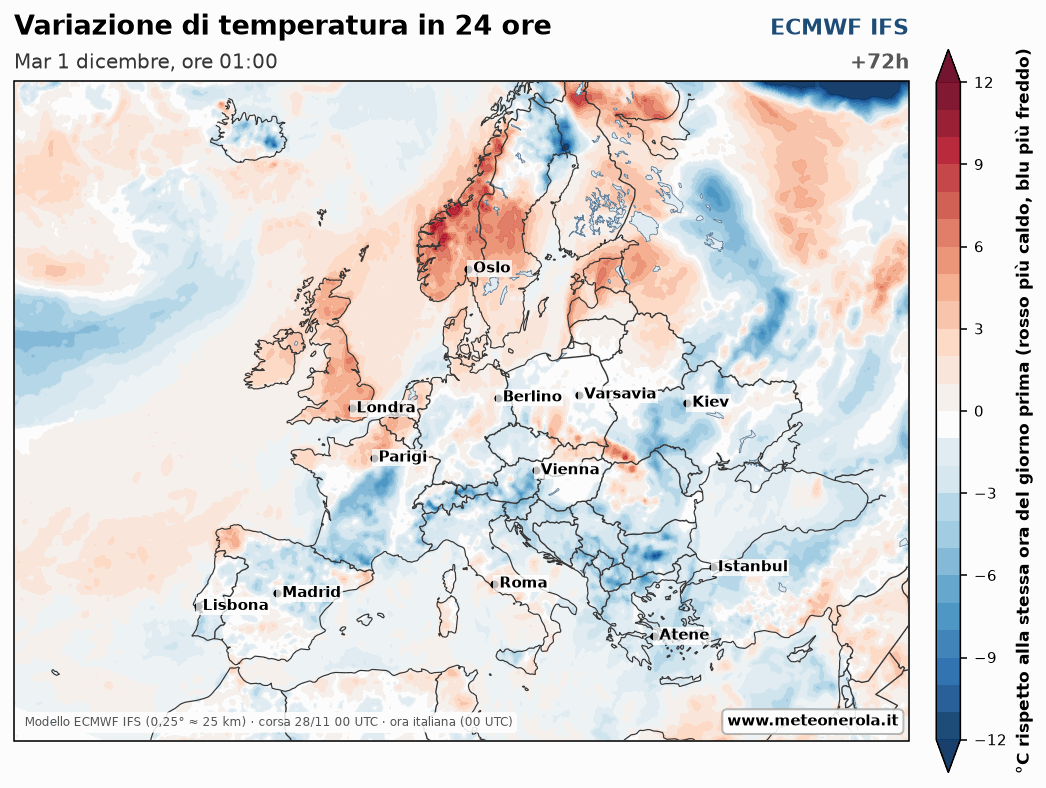 Variazione di temperatura in 24 ore
ECMWF IFS
Mar 1 dicembre, ore 01:00
+72h
Oslo
Londra
Berlino
Varsavia
Kiev
Parigi
Vienna
Istanbul
Roma
Madrid
Lisbona
Atene
Modello ECMWF IFS (0,25° ≈ 25 km) · corsa 28/11 00 UTC · ora italiana (00 UTC)
www.meteonerola.it
12
9
6
3
0
−3
−6
−9
−12
°C rispetto alla stessa ora del giorno prima (rosso più caldo, blu più freddo)